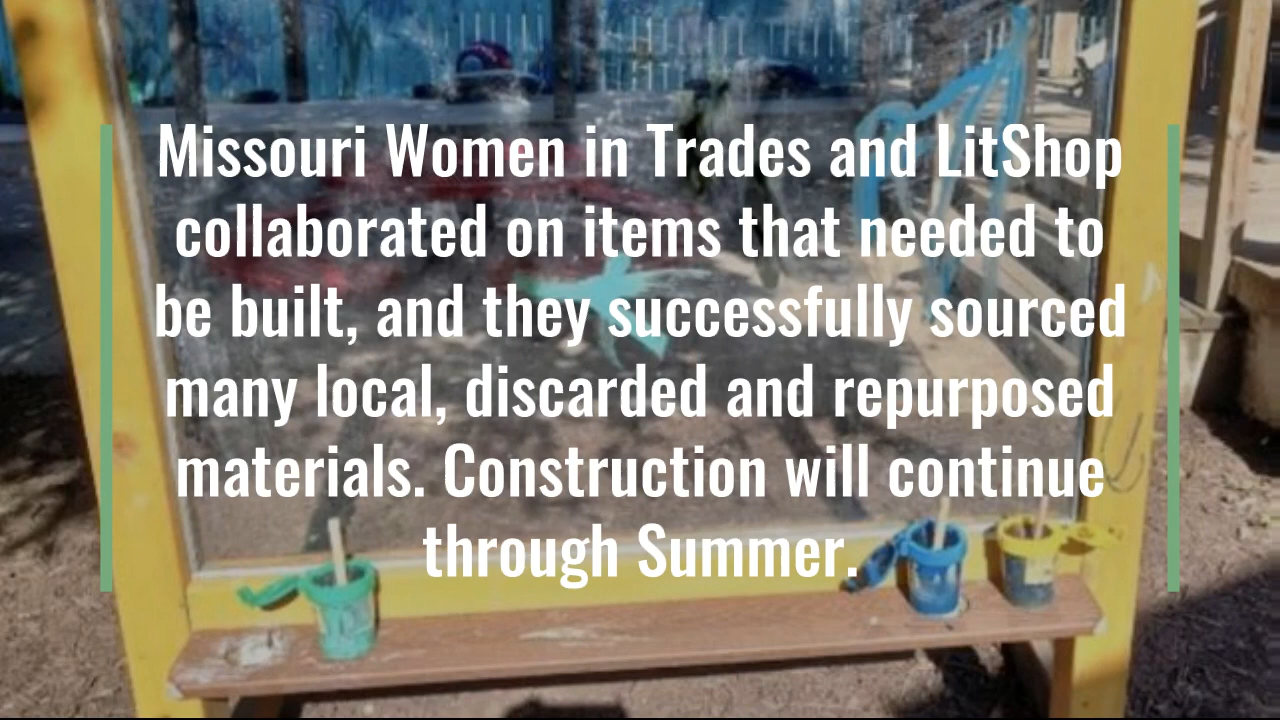 Missouri Women in Trades and LitShop
collaborated on items that needed to
be built, and they successfully sourced
many local, discarded and repurposed
materials. Construction will continue
through Summer.